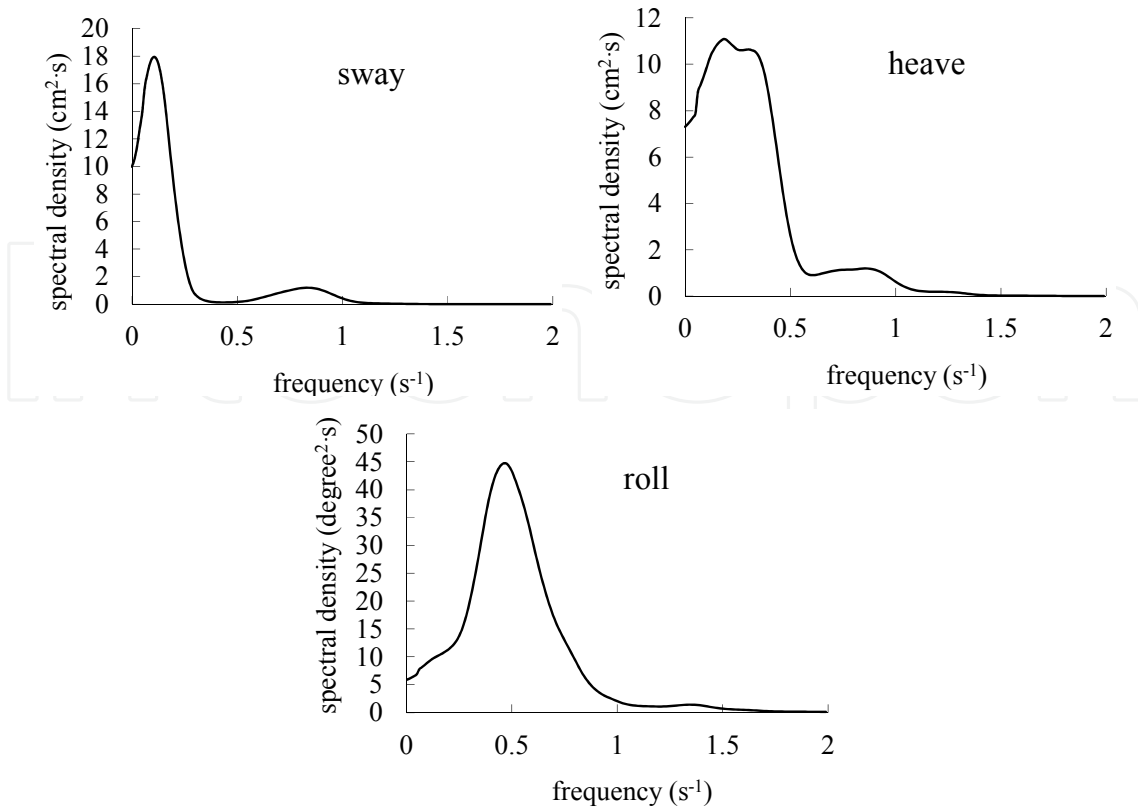 sway
spectral density (cm²·s)
20
18
16
14
12
10
8
6
4
2
0
0 0.5 1 1.5 2
frequency (s⁻¹)
heave
spectral density (cm²·s)
12
10
8
6
4
2
0
0 0.5 1 1.5 2
frequency (s⁻¹)
roll
spectral density (degree²·s)
50
45
40
35
30
25
20
15
10
5
0
0 0.5 1 1.5 2
frequency (s⁻¹)